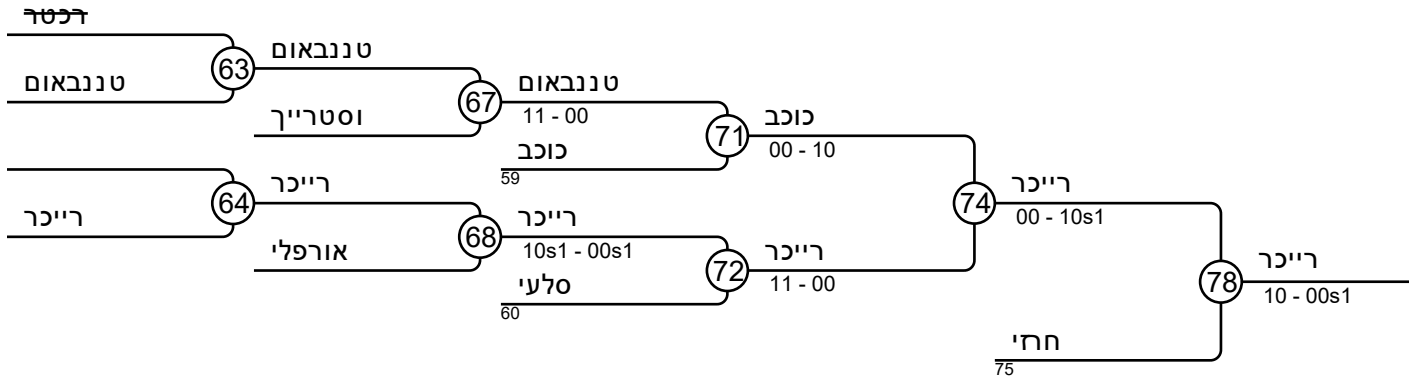 רכטר
טננבאום
63
טננבאום
וסטרייך
67
טננבאום
11 - 00
כוכב
59
71
כוכב
00 - 10
רייכר
64
רייכר
אורפלי
68
רייכר
10s1 - 00s1
סלעי
60
72
רייכר
11 - 00
74
רייכר
00 - 10s1
חרזי
75
78
רייכר
10 - 00s1